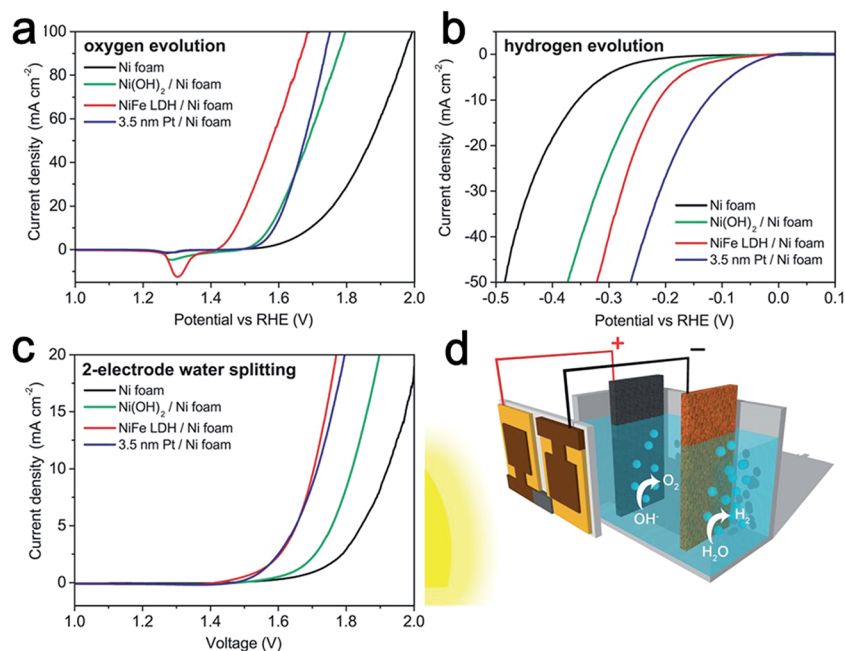 a
oxygen evolution
Ni foam
Ni(OH)₂ / Ni foam
NiFe LDH / Ni foam
3.5 nm Pt / Ni foam
Current density (mA cm⁻²)
100
80
60
40
20
0
1.0 1.2 1.4 1.6 1.8 2.0
Potential vs RHE (V)
b
hydrogen evolution
Ni foam
Ni(OH)₂ / Ni foam
NiFe LDH / Ni foam
3.5 nm Pt / Ni foam
Current density (mA cm⁻²)
0
-10
-20
-30
-40
-50
-0.5 -0.4 -0.3 -0.2 -0.1 0.0 0.1
Potential vs RHE (V)
c
2-electrode water splitting
Ni foam
Ni(OH)₂ / Ni foam
NiFe LDH / Ni foam
3.5 nm Pt / Ni foam
Current density (mA cm⁻²)
20
15
10
5
0
1.0 1.2 1.4 1.6 1.8 2.0
Voltage (V)
d
+
−
O₂
OH⁻
H₂
H₂O